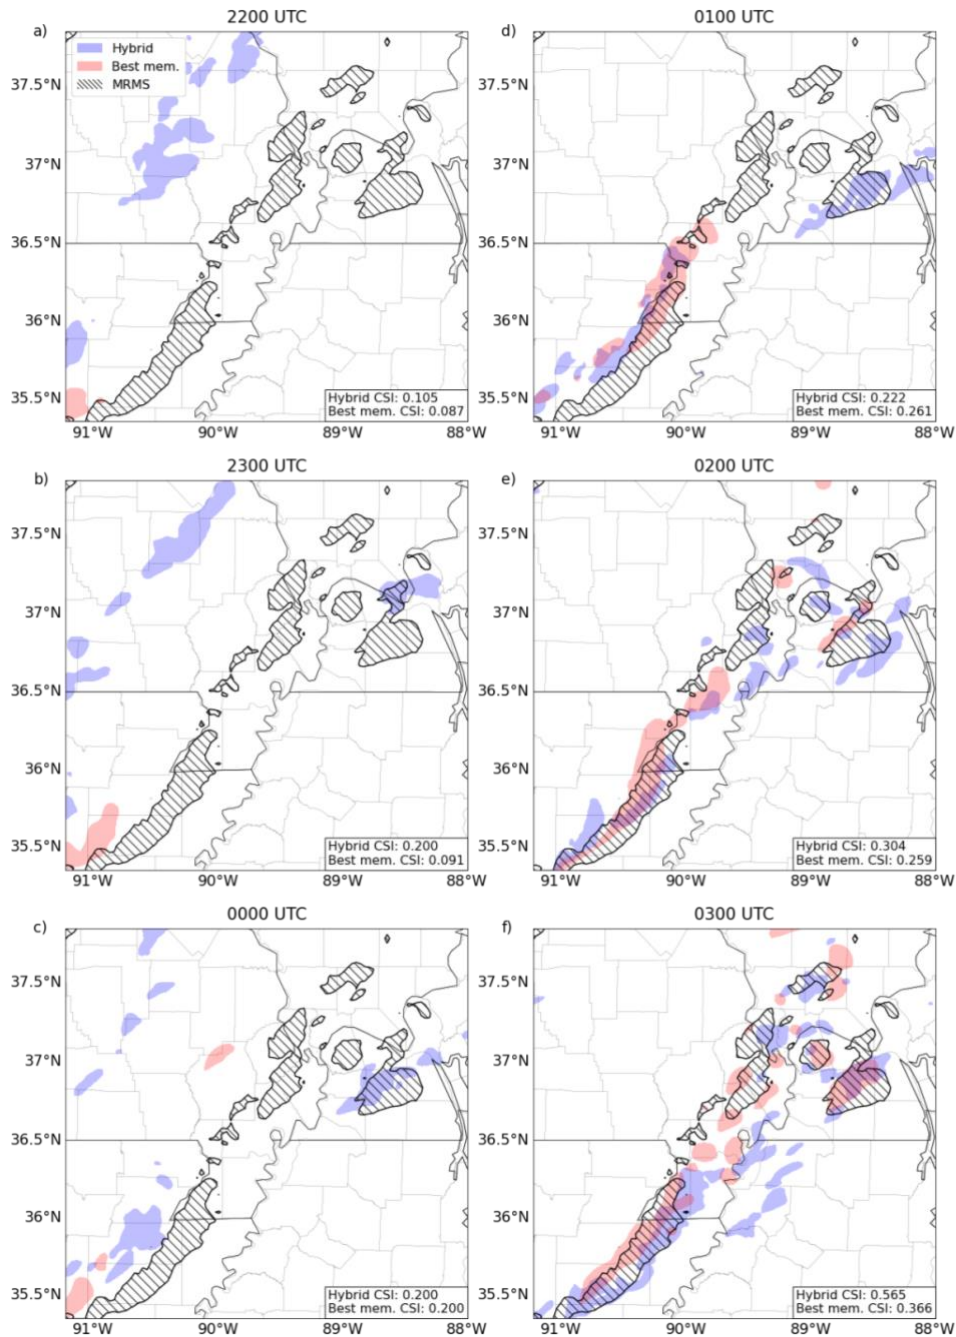 2200 UTC
a)
Hybrid
Best mem.
MRMS
37.5°N
37°N
36.5°N
36°N
35.5°N
Hybrid CSI: 0.105
Best mem. CSI: 0.087
91°W 90°W 89°W 88°W
2300 UTC
b)
37.5°N
37°N
36.5°N
36°N
35.5°N
Hybrid CSI: 0.200
Best mem. CSI: 0.091
91°W 90°W 89°W 88°W
0000 UTC
c)
37.5°N
37°N
36.5°N
36°N
35.5°N
Hybrid CSI: 0.200
Best mem. CSI: 0.200
91°W 90°W 89°W 88°W
0100 UTC
d)
37.5°N
37°N
36.5°N
36°N
35.5°N
Hybrid CSI: 0.222
Best mem. CSI: 0.261
91°W 90°W 89°W 88°W
0200 UTC
e)
37.5°N
37°N
36.5°N
36°N
35.5°N
Hybrid CSI: 0.304
Best mem. CSI: 0.259
91°W 90°W 89°W 88°W
0300 UTC
f)
37.5°N
37°N
36.5°N
36°N
35.5°N
Hybrid CSI: 0.565
Best mem. CSI: 0.366
91°W 90°W 89°W 88°W